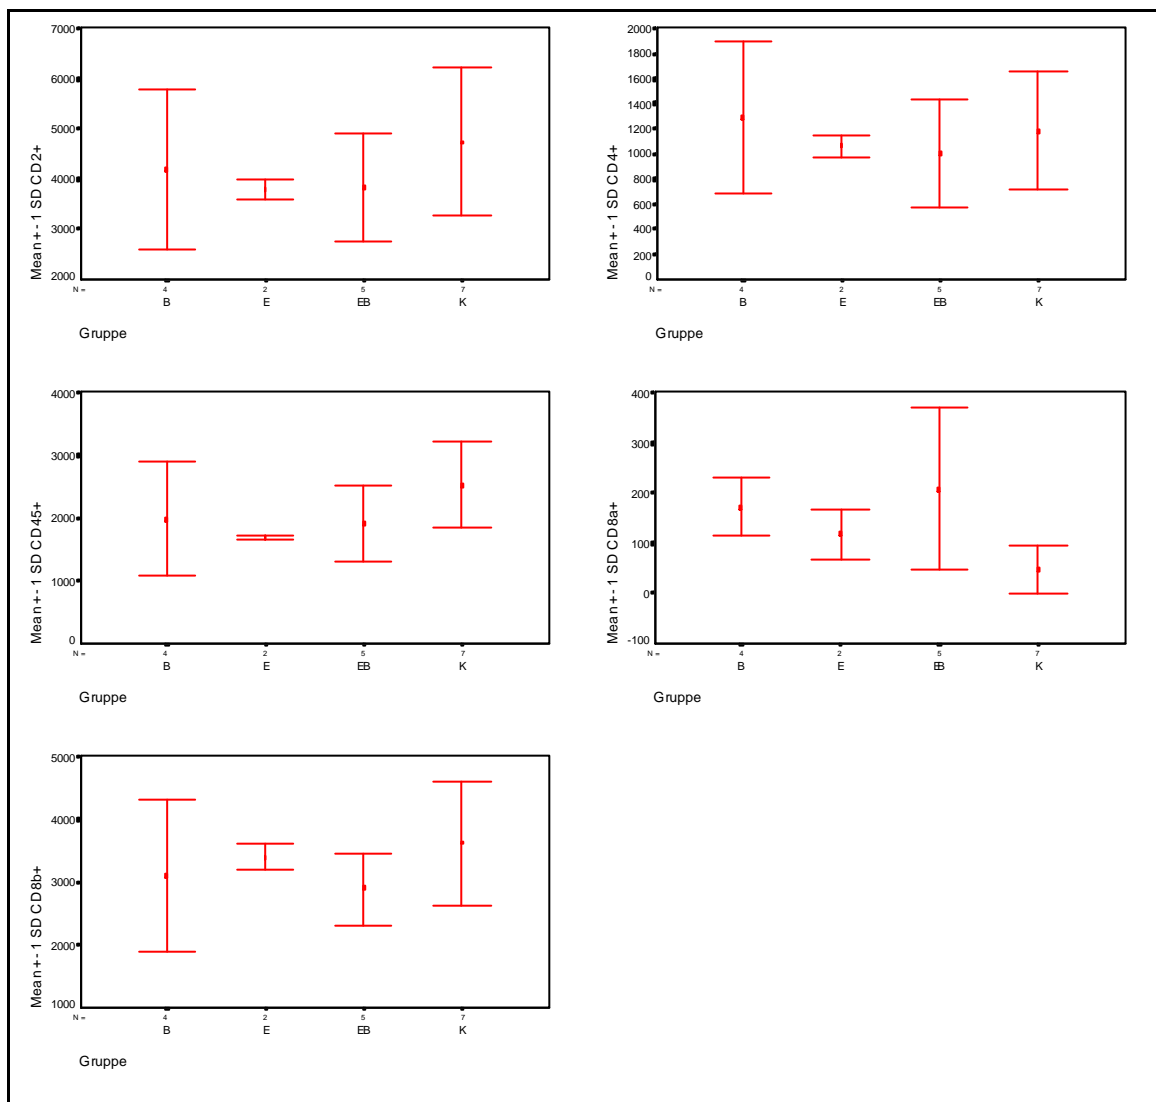 Mean +- 1 SD CD2+
7000
6000
5000
4000
3000
2000
N = 4 2 5 7
B E EB K
Gruppe
Mean +- 1 SD CD4+
2000
1800
1600
1400
1200
1000
800
600
400
200
0
N = 4 2 5 7
B E EB K
Gruppe
Mean +- 1 SD CD45+
4000
3000
2000
1000
0
N = 4 2 5 7
B E EB K
Gruppe
Mean +- 1 SD CD8a+
400
300
200
100
0
-100
N = 4 2 5 7
B E EB K
Gruppe
Mean +- 1 SD CD8b+
5000
4000
3000
2000
1000
N = 4 2 5 7
B E EB K
Gruppe